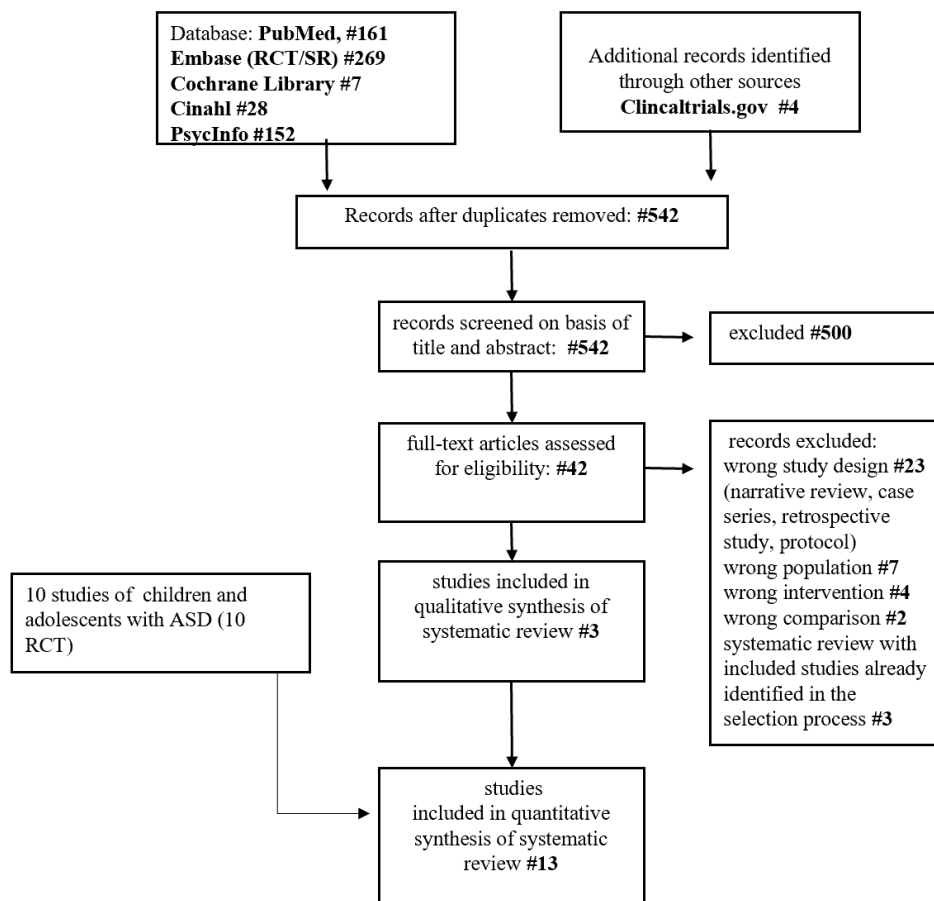 Database: PubMed, #161
Embase (RCT/SR) #269
Cochrane Library #7
Cinahl #28
PsycInfo #152
Additional records identified
through other sources
Clincaltrials.gov #4
Records after duplicates removed: #542
records screened on basis of
title and abstract: #542
excluded #500
full-text articles assessed
for eligibility: #42
records excluded:
wrong study design #23
(narrative review, case
series, retrospective
study, protocol)
wrong population #7
wrong intervention #4
wrong comparison #2
systematic review with
included studies already
identified in the
selection process #3
studies included in
qualitative synthesis of
systematic review #3
10 studies of children and
adolescents with ASD (10
RCT)
studies
included in quantitative
synthesis of systematic
review #13